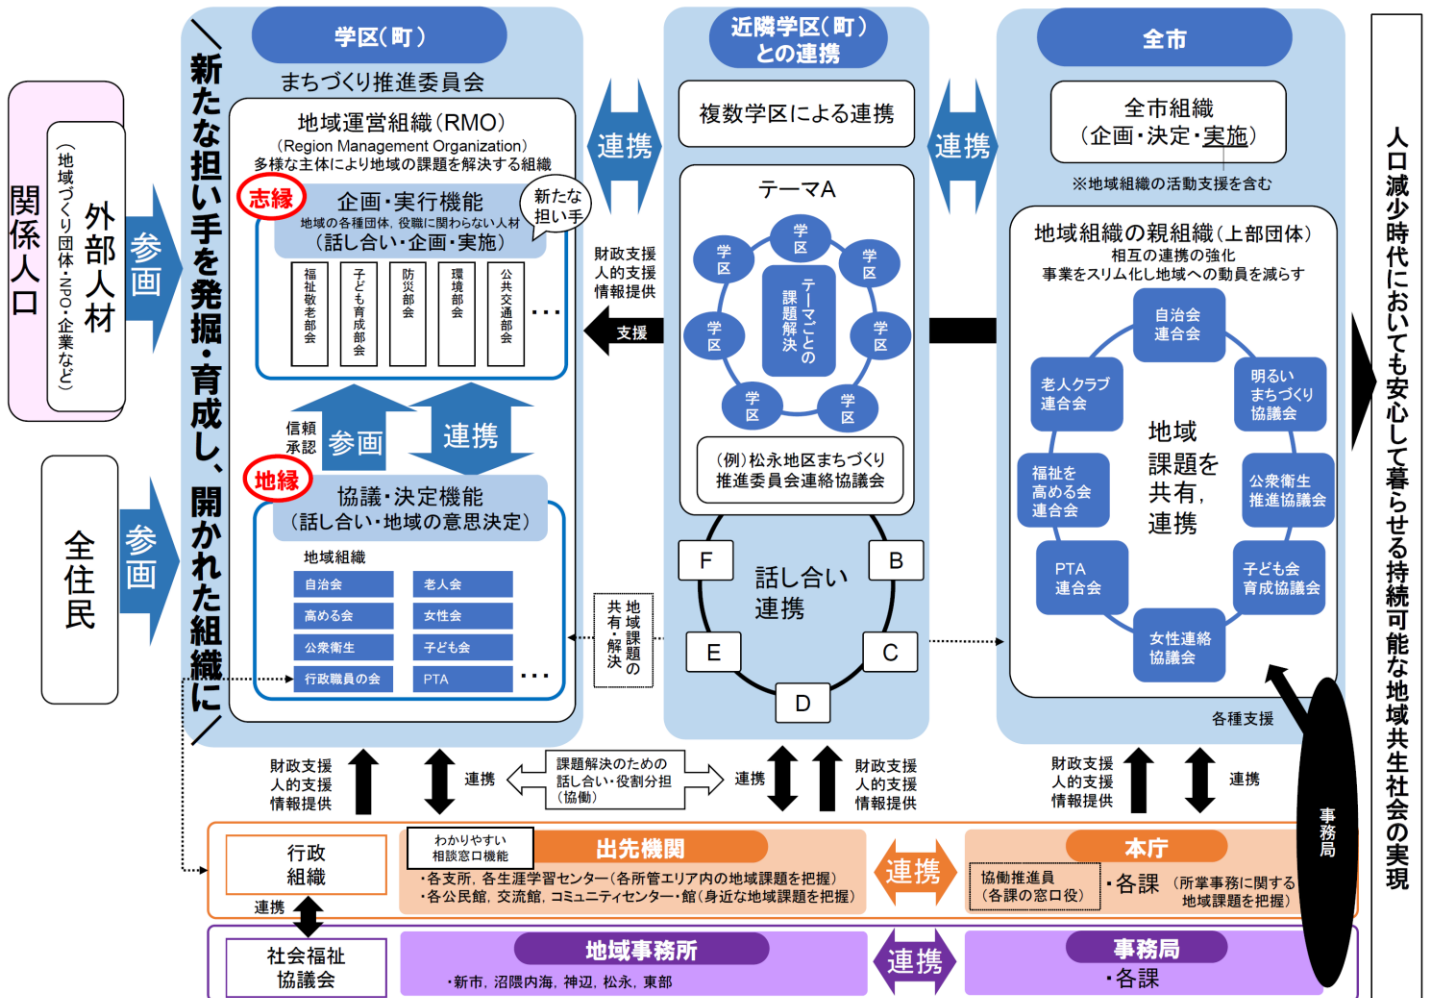 関係人口
外部人材
(地域づくり団体・NPO・企業など)
参画
全住民
参画
＼新たな担い手を発掘・育成し、開かれた組織に／
学区(町)
まちづくり推進委員会
地域運営組織(RMO)
(Region Management Organization)
多様な主体により地域の課題を解決する組織
志縁
企画・実行機能
地域の各種団体，役職に関わらない人材
(話し合い・企画・実施)
新たな
担い手
福祉敬老部会
子ども育成部会
防災部会
環境部会
公共交通部会
･･･
信頼
承認
参画
連携
地縁
協議・決定機能
(話し合い・地域の意思決定)
地域組織
自治会
老人会
高める会
女性会
公衆衛生
子ども会
行政職員の会
PTA
･･･
連携
財政支援
人的支援
情報提供
支援
地域課題の
共有・解決
近隣学区(町)
との連携
複数学区による連携
テーマA
学区
学区
学区
学区
学区
学区
学区
テーマごとの
課題解決
(例)松永地区まちづくり
推進委員会連絡協議会
F
B
話し合い
連携
E
C
D
連携
全市
全市組織
(企画・決定・実施)
※地域組織の活動支援を含む
地域組織の親組織(上部団体)
相互の連携の強化
事業をスリム化し地域への動員を減らす
自治会
連合会
老人クラブ
連合会
明るい
まちづくり
協議会
福祉を
高める会
連合会
公衆衛生
推進協議会
PTA
連合会
子ども会
育成協議会
女性連絡
協議会
地域
課題を
共有，
連携
各種支援
事務局
人口減少時代においても安心して暮らせる持続可能な地域共生社会の実現
財政支援
人的支援
情報提供
連携
課題解決のための
話し合い・役割分担
(協働)
連携
財政支援
人的支援
情報提供
財政支援
人的支援
情報提供
連携
行政
組織
わかりやすい
相談窓口機能
出先機関
・各支所，各生涯学習センター(各所管エリア内の地域課題を把握)
・各公民館，交流館，コミュニティセンター・館(身近な地域課題を把握)
連携
本庁
協働推進員
(各課の窓口役)
・各課
(所掌事務に関する
地域課題を把握)
連携
社会福祉
協議会
地域事務所
・新市，沼隈内海，神辺，松永，東部
連携
事務局
・各課